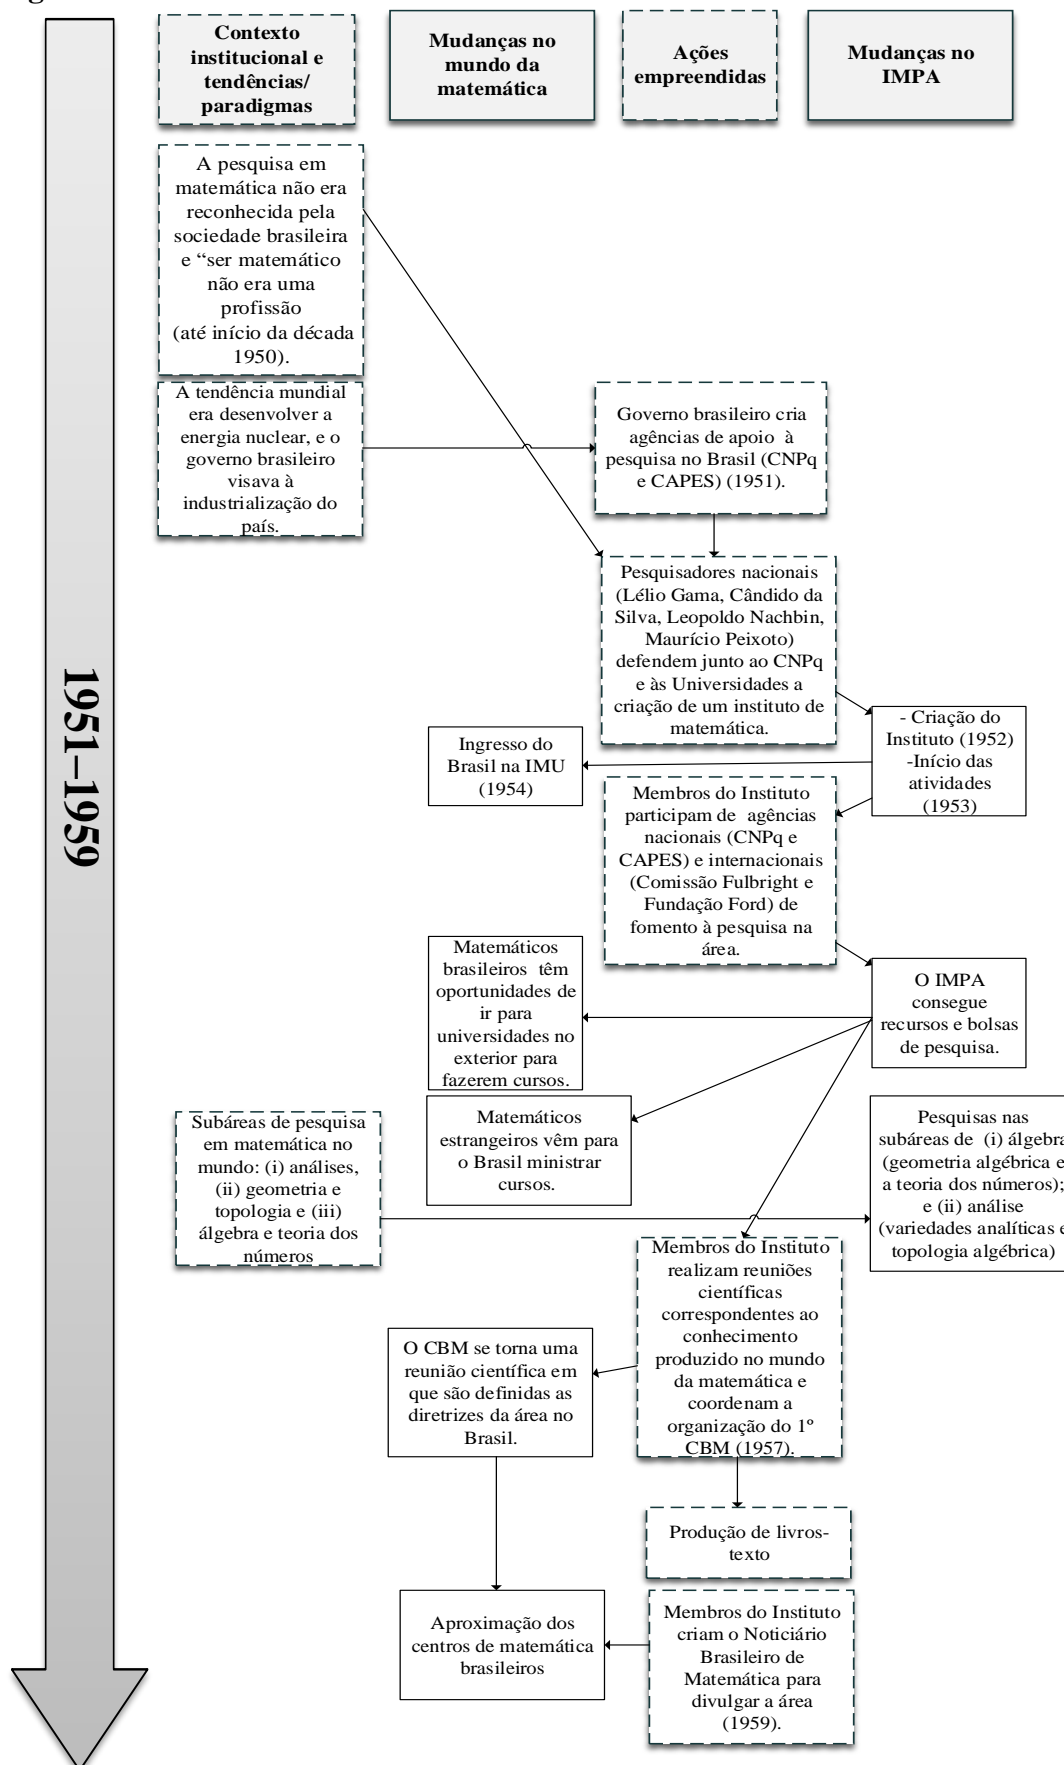 Contexto
institucional e
tendências/
paradigmas
Mudanças no
mundo da
matemática
Ações
empreendidas
Mudanças no
IMPA
1951–1959
A pesquisa em
matemática não era
reconhecida pela
sociedade brasileira
e “ser matemático
não era uma
profissão
(até início da década
1950).
A tendência mundial
era desenvolver a
energia nuclear, e o
governo brasileiro
visava à
industrialização do
país.
Governo brasileiro cria
agências de apoio à
pesquisa no Brasil (CNPq
e CAPES) (1951).
Pesquisadores nacionais
(Lélio Gama, Cândido da
Silva, Leopoldo Nachbin,
Maurício Peixoto)
defendem junto ao CNPq
e às Universidades a
criação de um instituto de
matemática.
- Criação do
Instituto (1952)
-Início das
atividades
(1953)
Ingresso do
Brasil na IMU
(1954)
Membros do Instituto
participam de agências
nacionais (CNPq e
CAPES) e internacionais
(Comissão Fulbright e
Fundação Ford) de
fomento à pesquisa na
área.
O IMPA
consegue
recursos e bolsas
de pesquisa.
Matemáticos
brasileiros têm
oportunidades de
ir para
universidades no
exterior para
fazerem cursos.
Matemáticos
estrangeiros vêm para
o Brasil ministrar
cursos.
Subáreas de pesquisa
em matemática no
mundo: (i) análises,
(ii) geometria e
topologia e (iii)
álgebra e teoria dos
números
Pesquisas nas
subáreas de (i) álgebra
(geometria algébrica e
a teoria dos números);
e (ii) análise
(variedades analíticas e
topologia algébrica)
Membros do Instituto
realizam reuniões
científicas
correspondentes ao
conhecimento
produzido no mundo
da matemática e
coordenam a
organização do 1º
CBM (1957).
O CBM se torna uma
reunião científica em
que são definidas as
diretrizes da área no
Brasil.
Produção de livros-
texto
Aproximação dos
centros de matemática
brasileiros
Membros do Instituto
criam o Noticiário
Brasileiro de
Matemática para
divulgar a área
(1959).